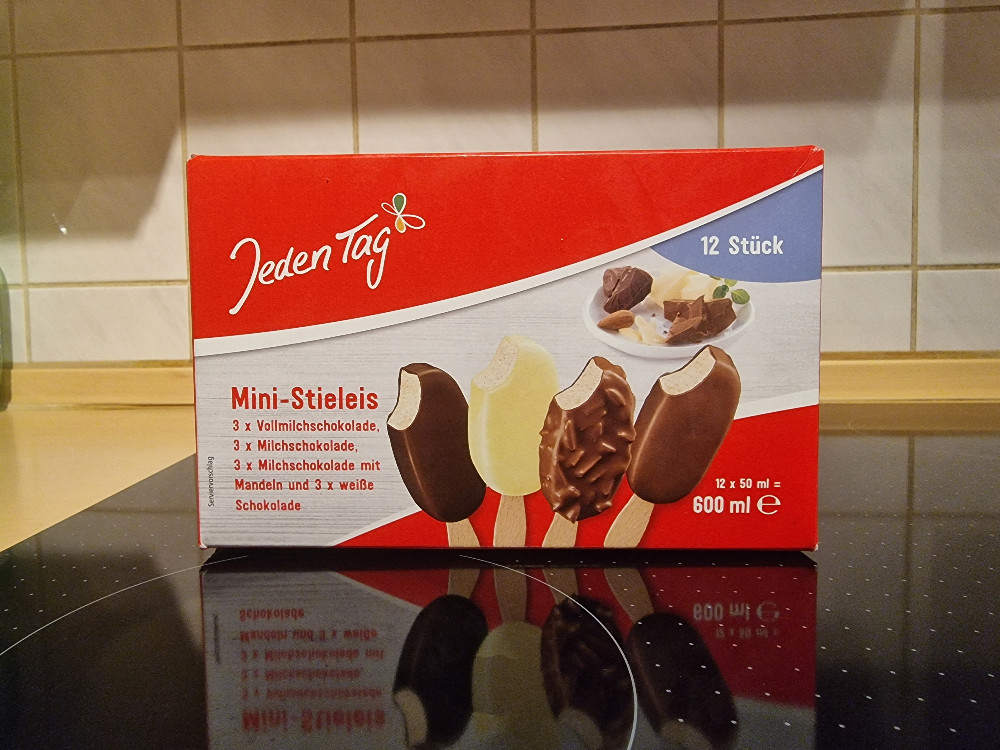 Jeden Tag
12 Stück
Mini-Stieleis
3 x Vollmilchschokolade,
3 x Milchschokolade,
3 x Milchschokolade mit
Mandeln und 3 x weiße
Schokolade
Serviervorschlag
12 x 50 ml =
600 ml ℮